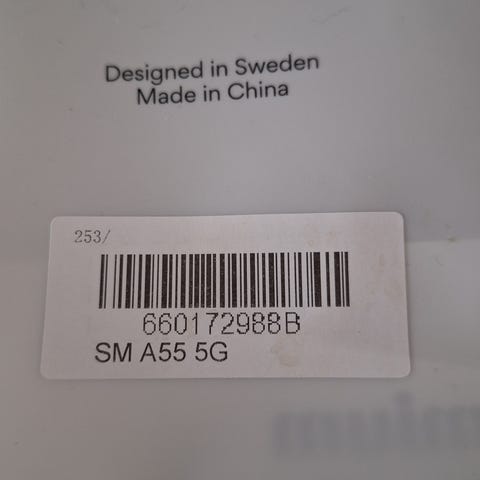 Designed in Sweden
Made in China
253/
660172988B
SM A55 5G